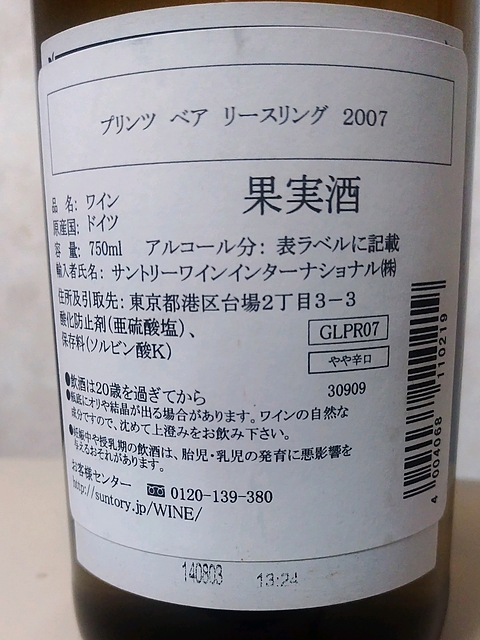 プリンツ ベア リースリング 2007
果実酒
品 名: ワイン
原産国: ドイツ
容 量: 750ml アルコール分: 表ラベルに記載
輸入者氏名: サントリーワインインターナショナル㈱
住所及引取先: 東京都港区台場2丁目3-3
酸化防止剤(亜硫酸塩)、
保存料(ソルビン酸K)
GLPR07
やや辛口
30909
●飲酒は20歳を過ぎてから
●瓶底にオリや結晶が出る場合があります。ワインの自然な
成分ですので、沈めて上澄みをお飲み下さい。
●妊娠中や授乳期の飲酒は、胎児・乳児の発育に悪影響を
与えるおそれがあります。
お客様センター 0120-139-380
http://suntory.jp/WINE/
4 004068 110219
140803 13:24